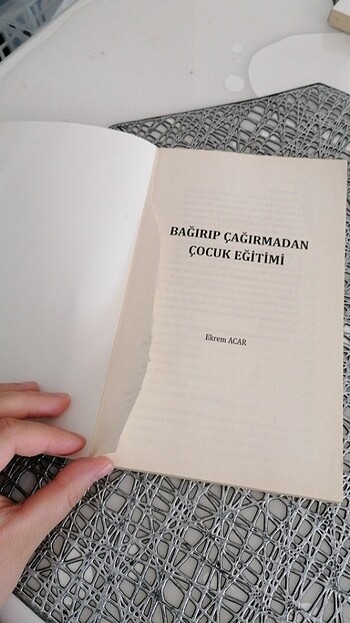 BAĞIRIP ÇAĞIRMADAN
ÇOCUK EĞİTİMİ
Ekrem ACAR